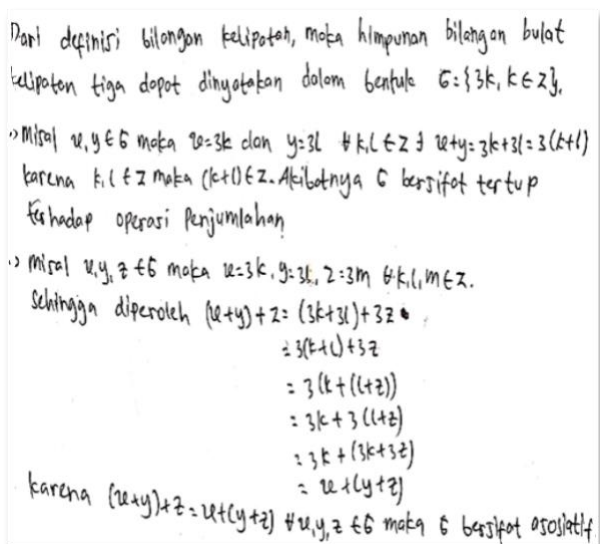 Dari definisi bilangan kelipatan, maka himpunan bilangan bulat
kelipatan tiga dapat dinyatakan dalam bentuk G={3k, k∈Z}.
•> Misal x,y∈G maka x=3k dan y=3l ∀k,l∈Z ∃ x+y=3k+3l=3(k+l)
karena k,l∈Z maka (k+l)∈Z. Akibatnya G bersifat tertup
terhadap operasi Penjumlahan
•> Misal x,y,z∈G maka x=3k, y=3l, z=3m ∀k,l,m∈Z.
Sehingga diperoleh (x+y)+z = (3k+3l)+3z
= 3(k+l)+3z
= 3(k+(l+z))
= 3k+3(l+z)
= 3k+(3k+3z)
= x+(y+z)
karena (x+y)+z=x+(y+z) ∀x,y,z∈G maka G bersifat asosiatif.